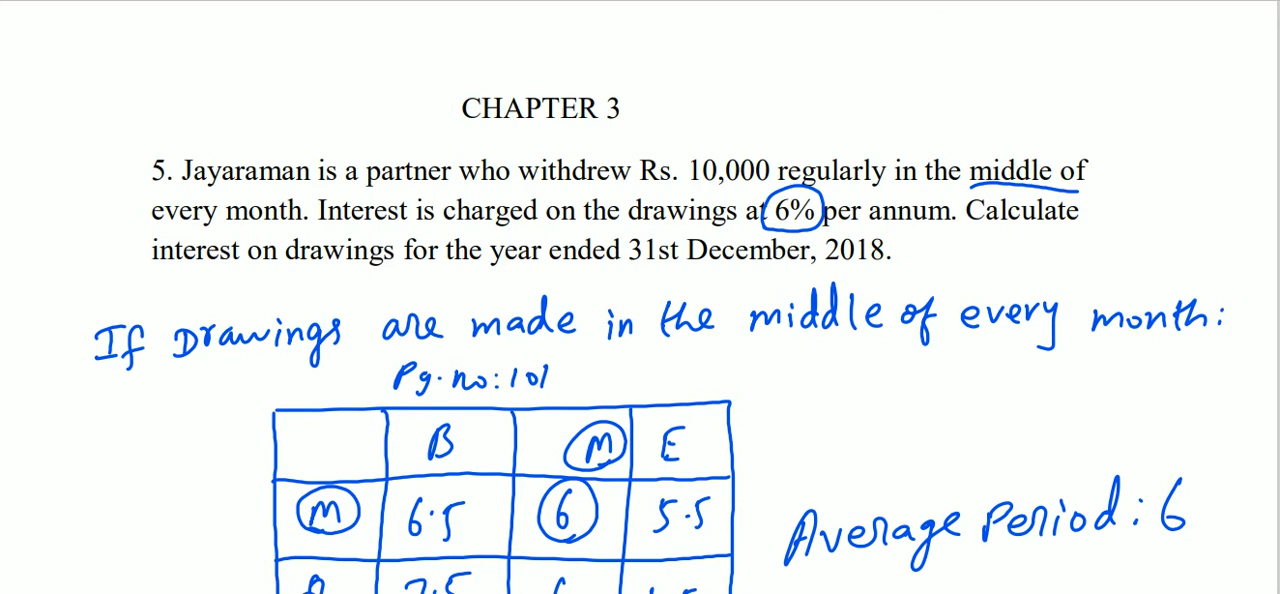 CHAPTER 3
5. Jayaraman is a partner who withdrew Rs. 10,000 regularly in the middle of
every month. Interest is charged on the drawings at 6% per annum. Calculate
interest on drawings for the year ended 31st December, 2018.
If Drawings are made in the middle of every month:
Pg. no: 101
B M E
M 6.5 6 5.5
Average Period: 6